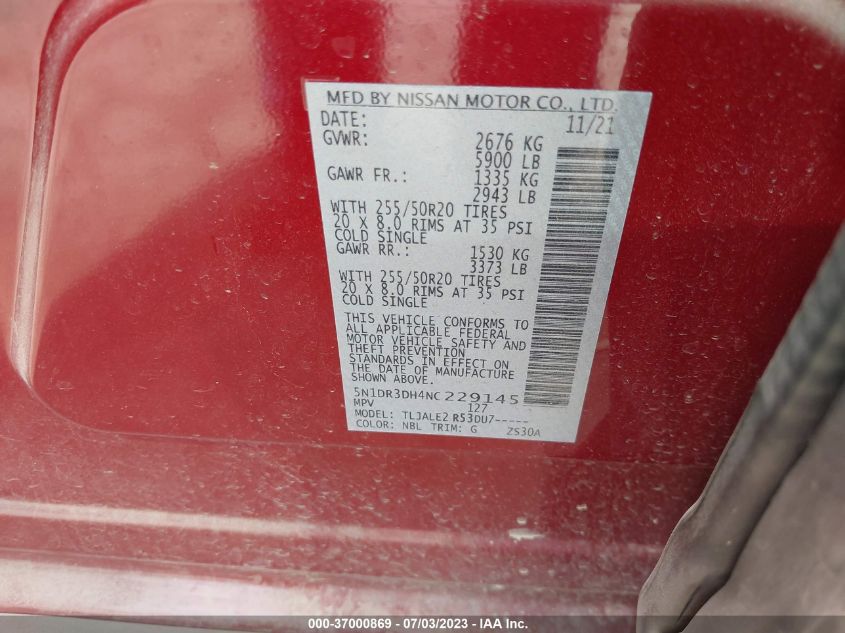 MFD BY NISSAN MOTOR CO., LTD.
DATE: 11/21
GVWR: 2676 KG
5900 LB
GAWR FR.: 1335 KG
2943 LB
WITH 255/50R20 TIRES
20 X 8.0 RIMS AT 35 PSI
COLD SINGLE
GAWR RR.: 1530 KG
3373 LB
WITH 255/50R20 TIRES
20 X 8.0 RIMS AT 35 PSI
COLD SINGLE
THIS VEHICLE CONFORMS TO
ALL APPLICABLE FEDERAL
MOTOR VEHICLE SAFETY AND
THEFT PREVENTION
STANDARDS IN EFFECT ON
THE DATE OF MANUFACTURE
SHOWN ABOVE.
5N1DR3DH4NC229145
MPV 127
MODEL: TLJALE2 RS3DU7-----
COLOR: NBL TRIM: G ZS30A
000-37000869 / 07/03/2023 - © IAA Inc.